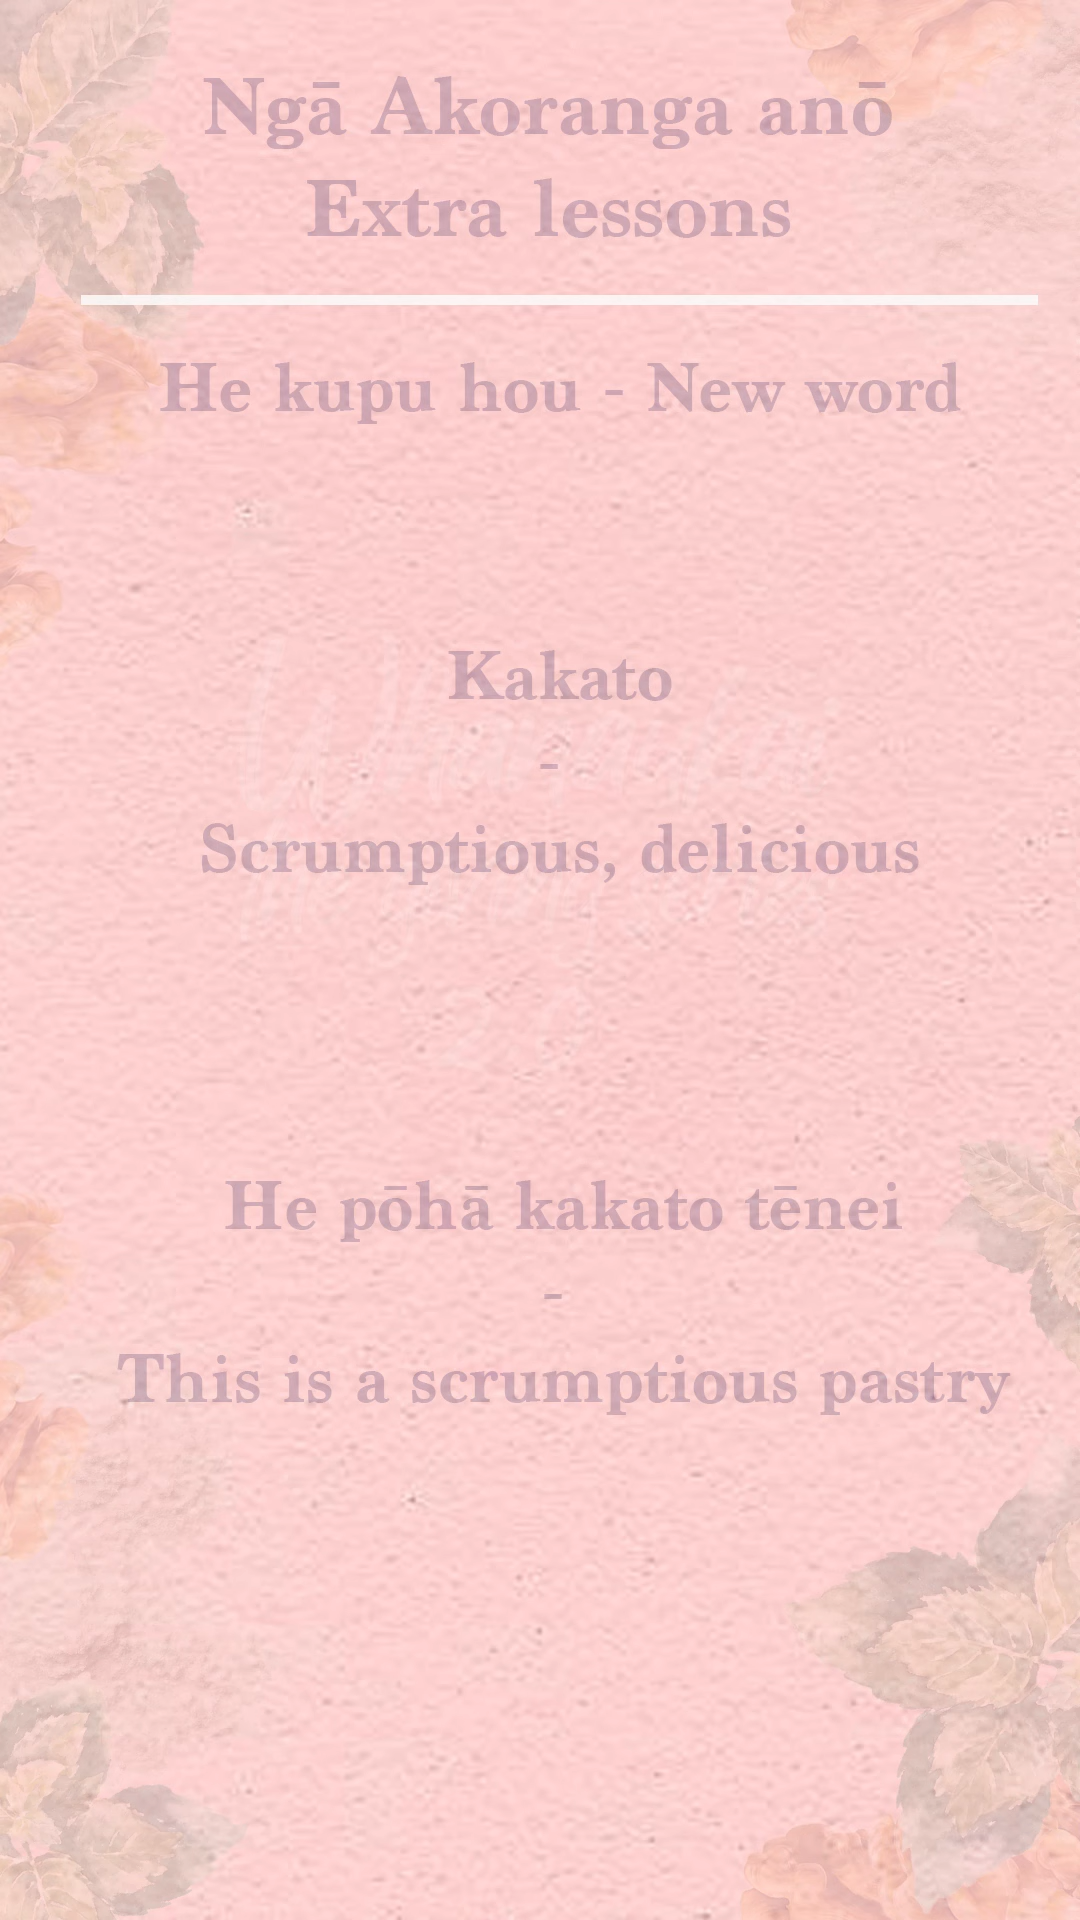 Ngā Akoranga anō
Extra lessons
He kupu hou - New word
Kakato
-
Scrumptious, delicious
He pōhā kakato tēnei
-
This is a scrumptious pastry